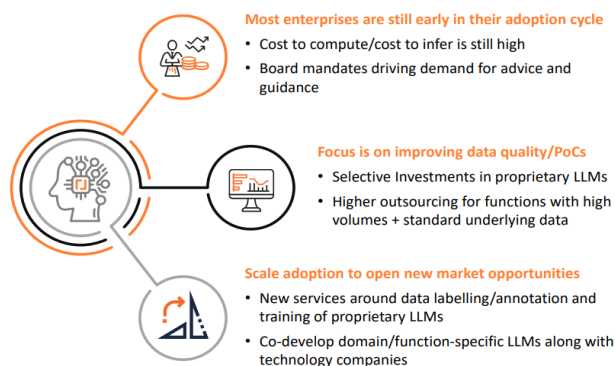 Most enterprises are still early in their adoption cycle
• Cost to compute/cost to infer is still high
• Board mandates driving demand for advice and
guidance
Focus is on improving data quality/PoCs
• Selective Investments in proprietary LLMs
• Higher outsourcing for functions with high
volumes + standard underlying data
Scale adoption to open new market opportunities
• New services around data labelling/annotation and
training of proprietary LLMs
• Co-develop domain/function-specific LLMs along with
technology companies